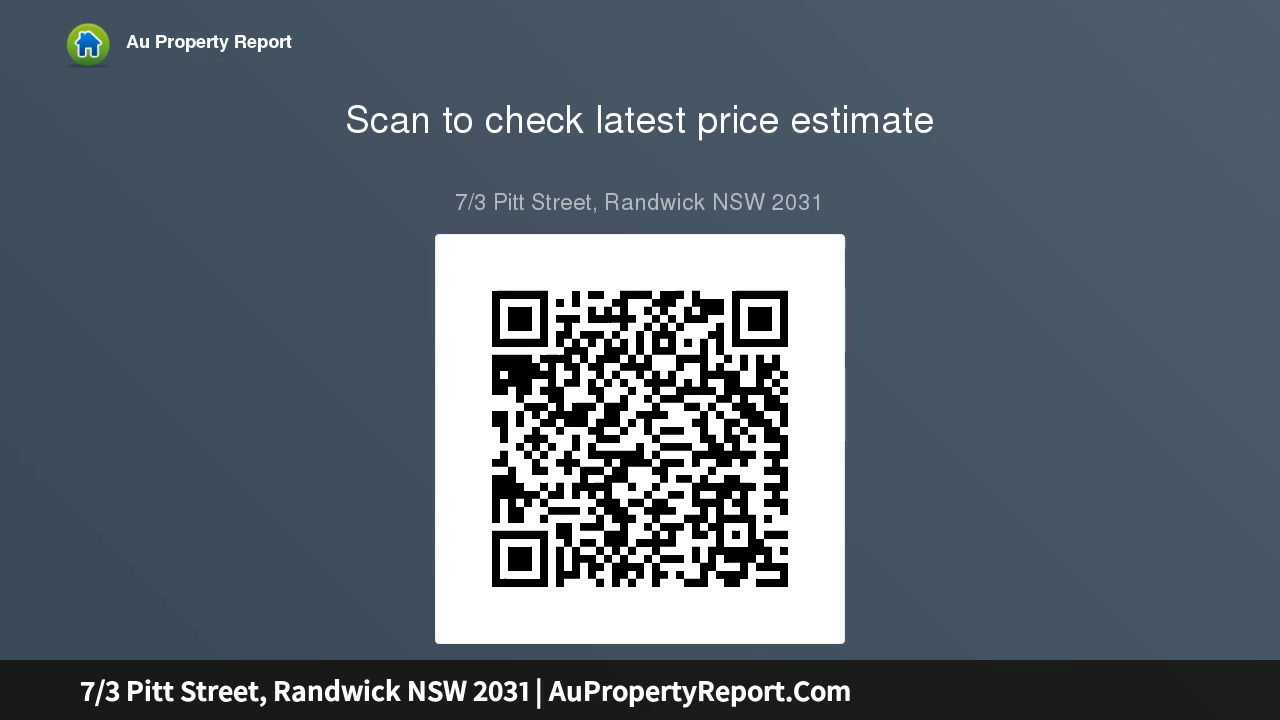 Au Property Report
Scan to check latest price estimate
7/3 Pitt Street, Randwick NSW 2031
7/3 Pitt Street, Randwick NSW 2031 | AuPropertyReport.Com